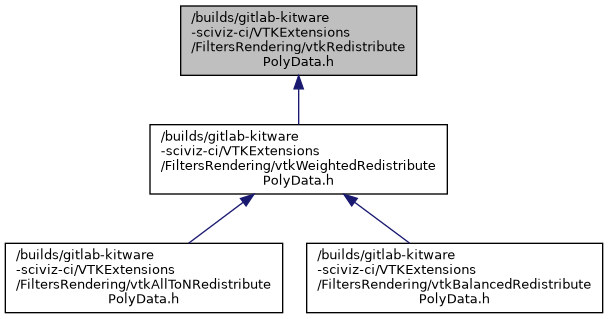 /builds/gitlab-kitware
-sciviz-ci/VTKExtensions
/FiltersRendering/vtkRedistribute
PolyData.h
/builds/gitlab-kitware
-sciviz-ci/VTKExtensions
/FiltersRendering/vtkWeightedRedistribute
PolyData.h
/builds/gitlab-kitware
-sciviz-ci/VTKExtensions
/FiltersRendering/vtkAllToNRedistribute
PolyData.h
/builds/gitlab-kitware
-sciviz-ci/VTKExtensions
/FiltersRendering/vtkBalancedRedistribute
PolyData.h